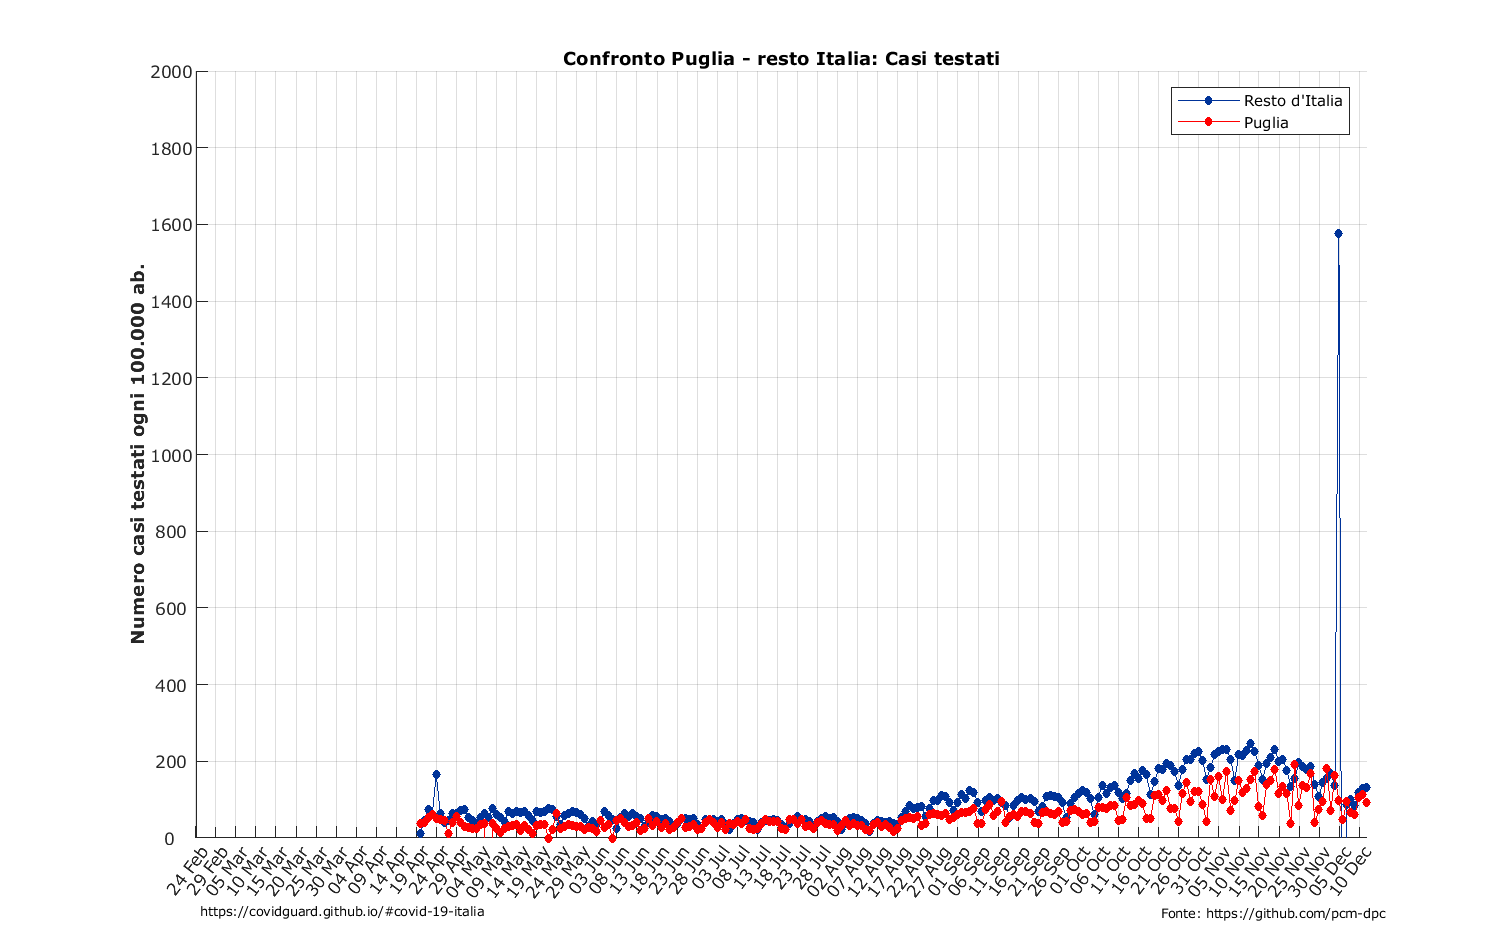 Confronto Puglia - resto Italia: Casi testati
Resto d'Italia
Puglia
Numero casi testati ogni 100.000 ab.
2000
1800
1600
1400
1200
1000
800
600
400
200
0
24 Feb
29 Feb
05 Mar
10 Mar
15 Mar
20 Mar
25 Mar
30 Mar
04 Apr
09 Apr
14 Apr
19 Apr
24 Apr
29 Apr
04 May
09 May
14 May
19 May
24 May
29 May
03 Jun
08 Jun
13 Jun
18 Jun
23 Jun
28 Jun
03 Jul
08 Jul
13 Jul
18 Jul
23 Jul
28 Jul
02 Aug
07 Aug
12 Aug
17 Aug
22 Aug
27 Aug
01 Sep
06 Sep
11 Sep
16 Sep
21 Sep
26 Sep
01 Oct
06 Oct
11 Oct
16 Oct
21 Oct
26 Oct
31 Oct
05 Nov
10 Nov
15 Nov
20 Nov
25 Nov
30 Nov
05 Dec
10 Dec
https://covidguard.github.io/#covid-19-italia
Fonte: https://github.com/pcm-dpc